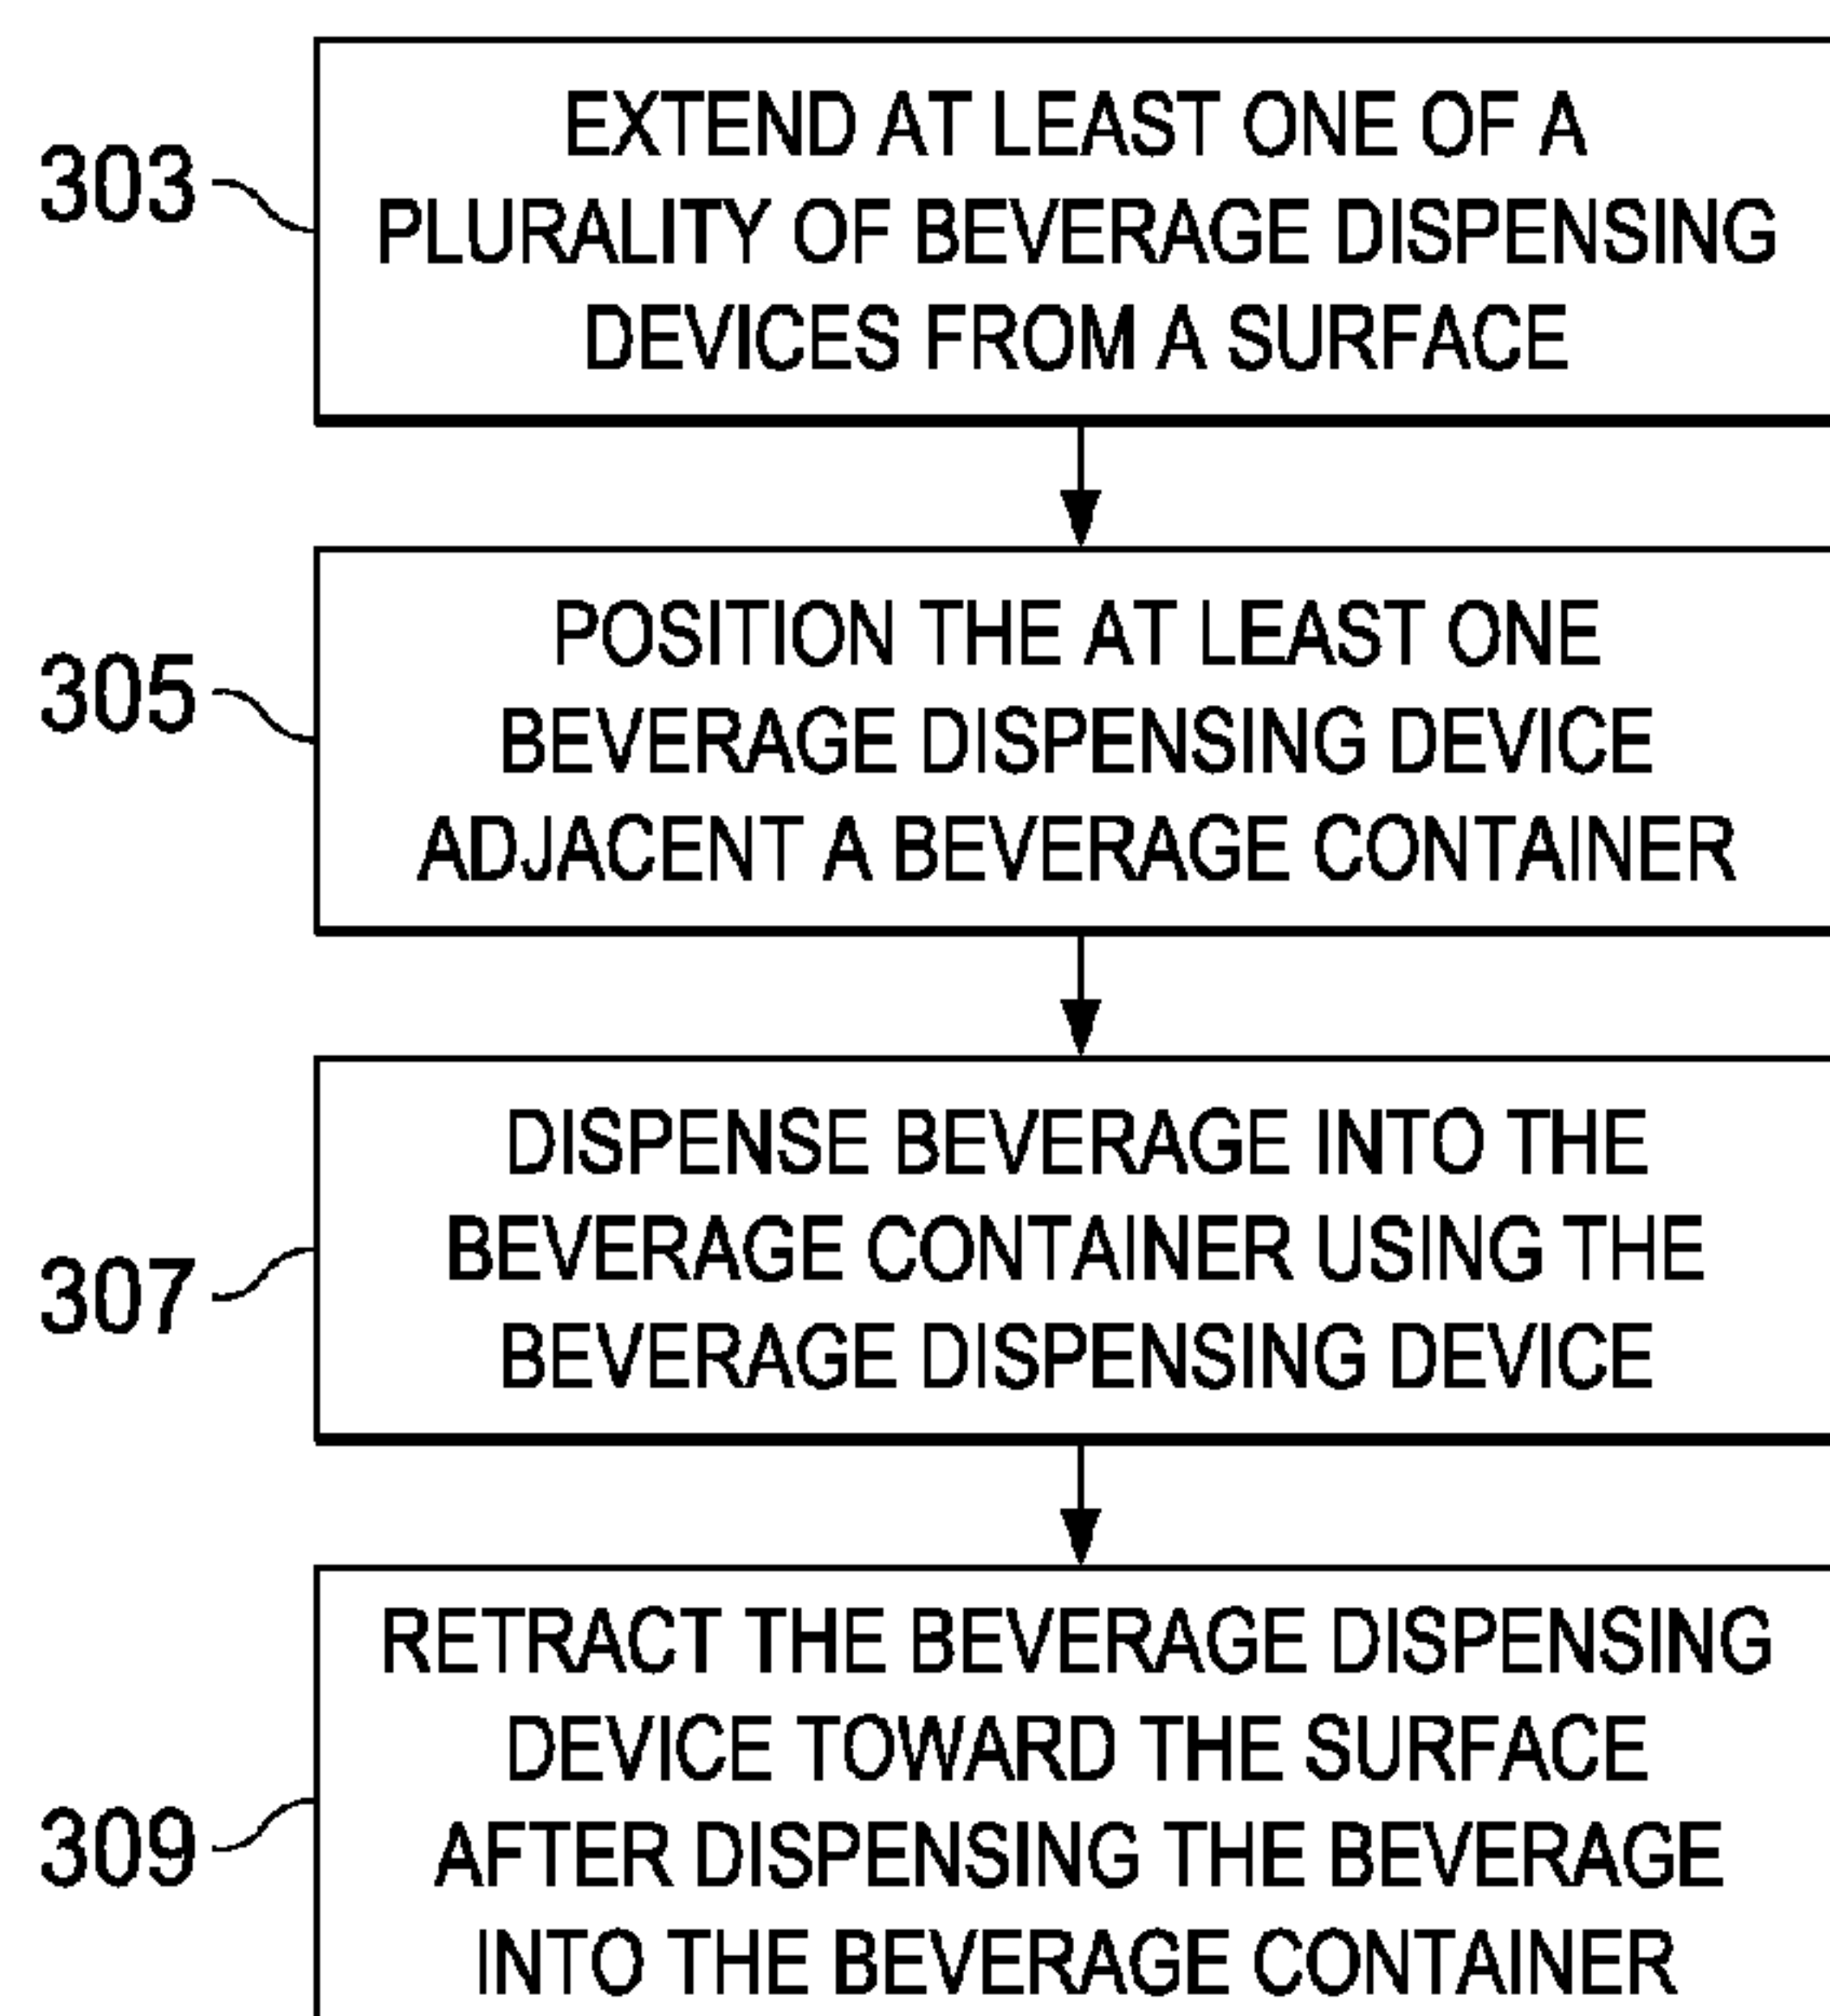 303
EXTEND AT LEAST ONE OF A
PLURALITY OF BEVERAGE DISPENSING
DEVICES FROM A SURFACE
305
POSITION THE AT LEAST ONE
BEVERAGE DISPENSING DEVICE
ADJACENT A BEVERAGE CONTAINER
307
DISPENSE BEVERAGE INTO THE
BEVERAGE CONTAINER USING THE
BEVERAGE DISPENSING DEVICE
309
RETRACT THE BEVERAGE DISPENSING
DEVICE TOWARD THE SURFACE
AFTER DISPENSING THE BEVERAGE
INTO THE BEVERAGE CONTAINER